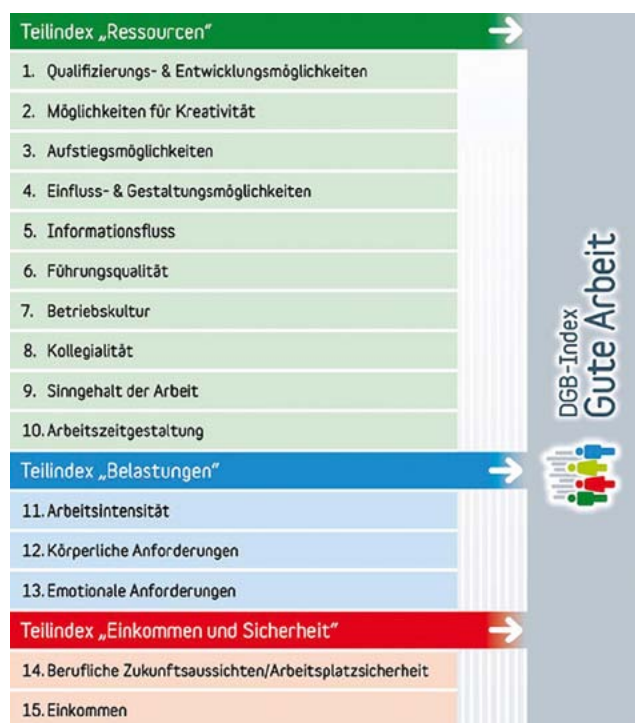 Teilindex „Ressourcen“
1. Qualifizierungs- & Entwicklungsmöglichkeiten
2. Möglichkeiten für Kreativität
3. Aufstiegsmöglichkeiten
4. Einfluss- & Gestaltungsmöglichkeiten
5. Informationsfluss
6. Führungsqualität
7. Betriebskultur
8. Kollegialität
9. Sinngehalt der Arbeit
10. Arbeitszeitgestaltung
Teilindex „Belastungen“
11. Arbeitsintensität
12. Körperliche Anforderungen
13. Emotionale Anforderungen
Teilindex „Einkommen und Sicherheit“
14. Berufliche Zukunftsaussichten/Arbeitsplatzsicherheit
15. Einkommen
DGB-Index
Gute Arbeit